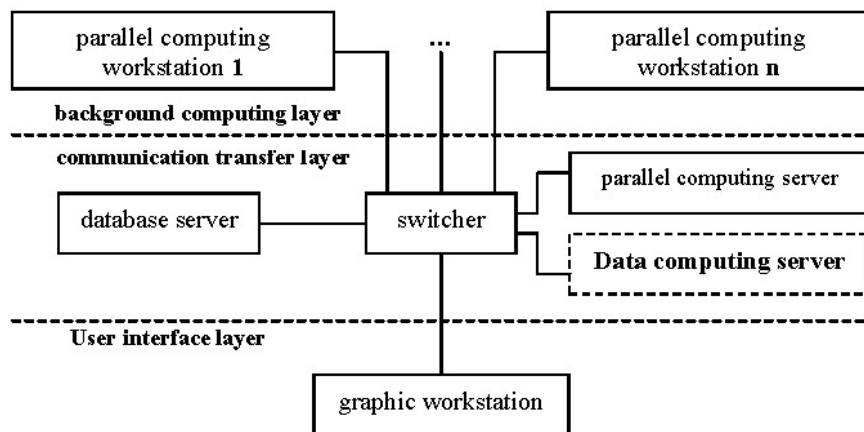 parallel computing
workstation 1
...
parallel computing
workstation n
background computing layer
communication transfer layer
database server
switcher
parallel computing server
Data computing server
User interface layer
graphic workstation